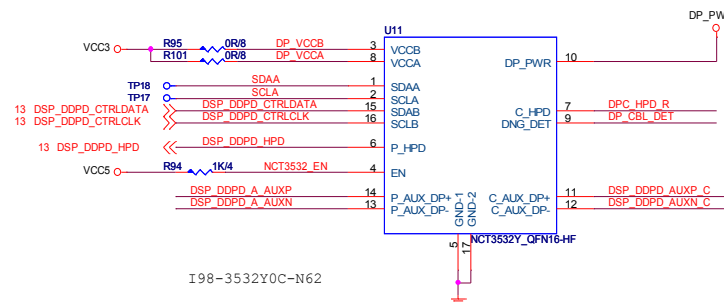 DP_PW
U11
VCC3
R95
0R/8
DP_VCCB
3
VCCB
R101
0R/8
DP_VCCA
8
VCCA
DP_PWR
10
TP18
SDAA
1
SDAA
TP17
SCLA
2
SCLA
13 DSP_DDPD_CTRLDATA
DSP_DDPD_CTRLDATA
15
SDAB
C_HPD
7
DPC_HPD_R
13 DSP_DDPD_CTRLCLK
DSP_DDPD_CTRLCLK
16
SCLB
DNG_DET
9
DP_CBL_DET
13 DSP_DDPD_HPD
DSP_DDPD_HPD
6
P_HPD
VCC5
R94
1K/4
NCT3532_EN
4
EN
DSP_DDPD_A_AUXP
14
P_AUX_DP+
C_AUX_DP+
11
DSP_DDPD_AUXP_C
DSP_DDPD_A_AUXN
13
P_AUX_DP-
C_AUX_DP-
12
DSP_DDPD_AUXN_C
GND-1
GND-2
5
17
NCT3532Y_QFN16-HF
I98-3532Y0C-N62